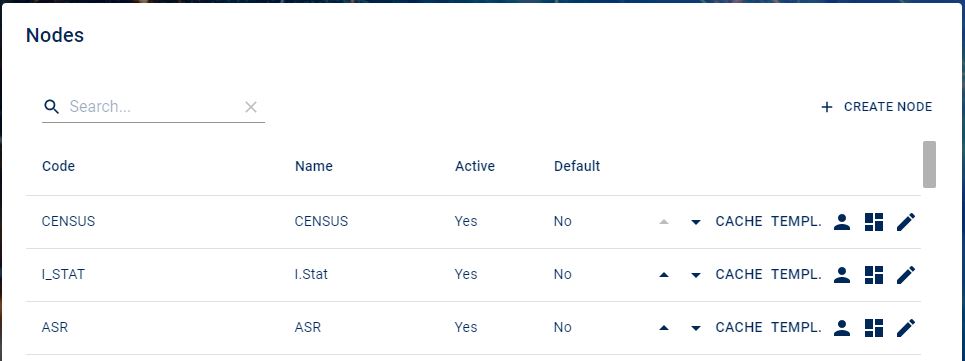 Nodes
Search...
CREATE NODE
Code Name Active Default
CENSUS CENSUS Yes No CACHE TEMPL.
I_STAT I.Stat Yes No CACHE TEMPL.
ASR ASR Yes No CACHE TEMPL.